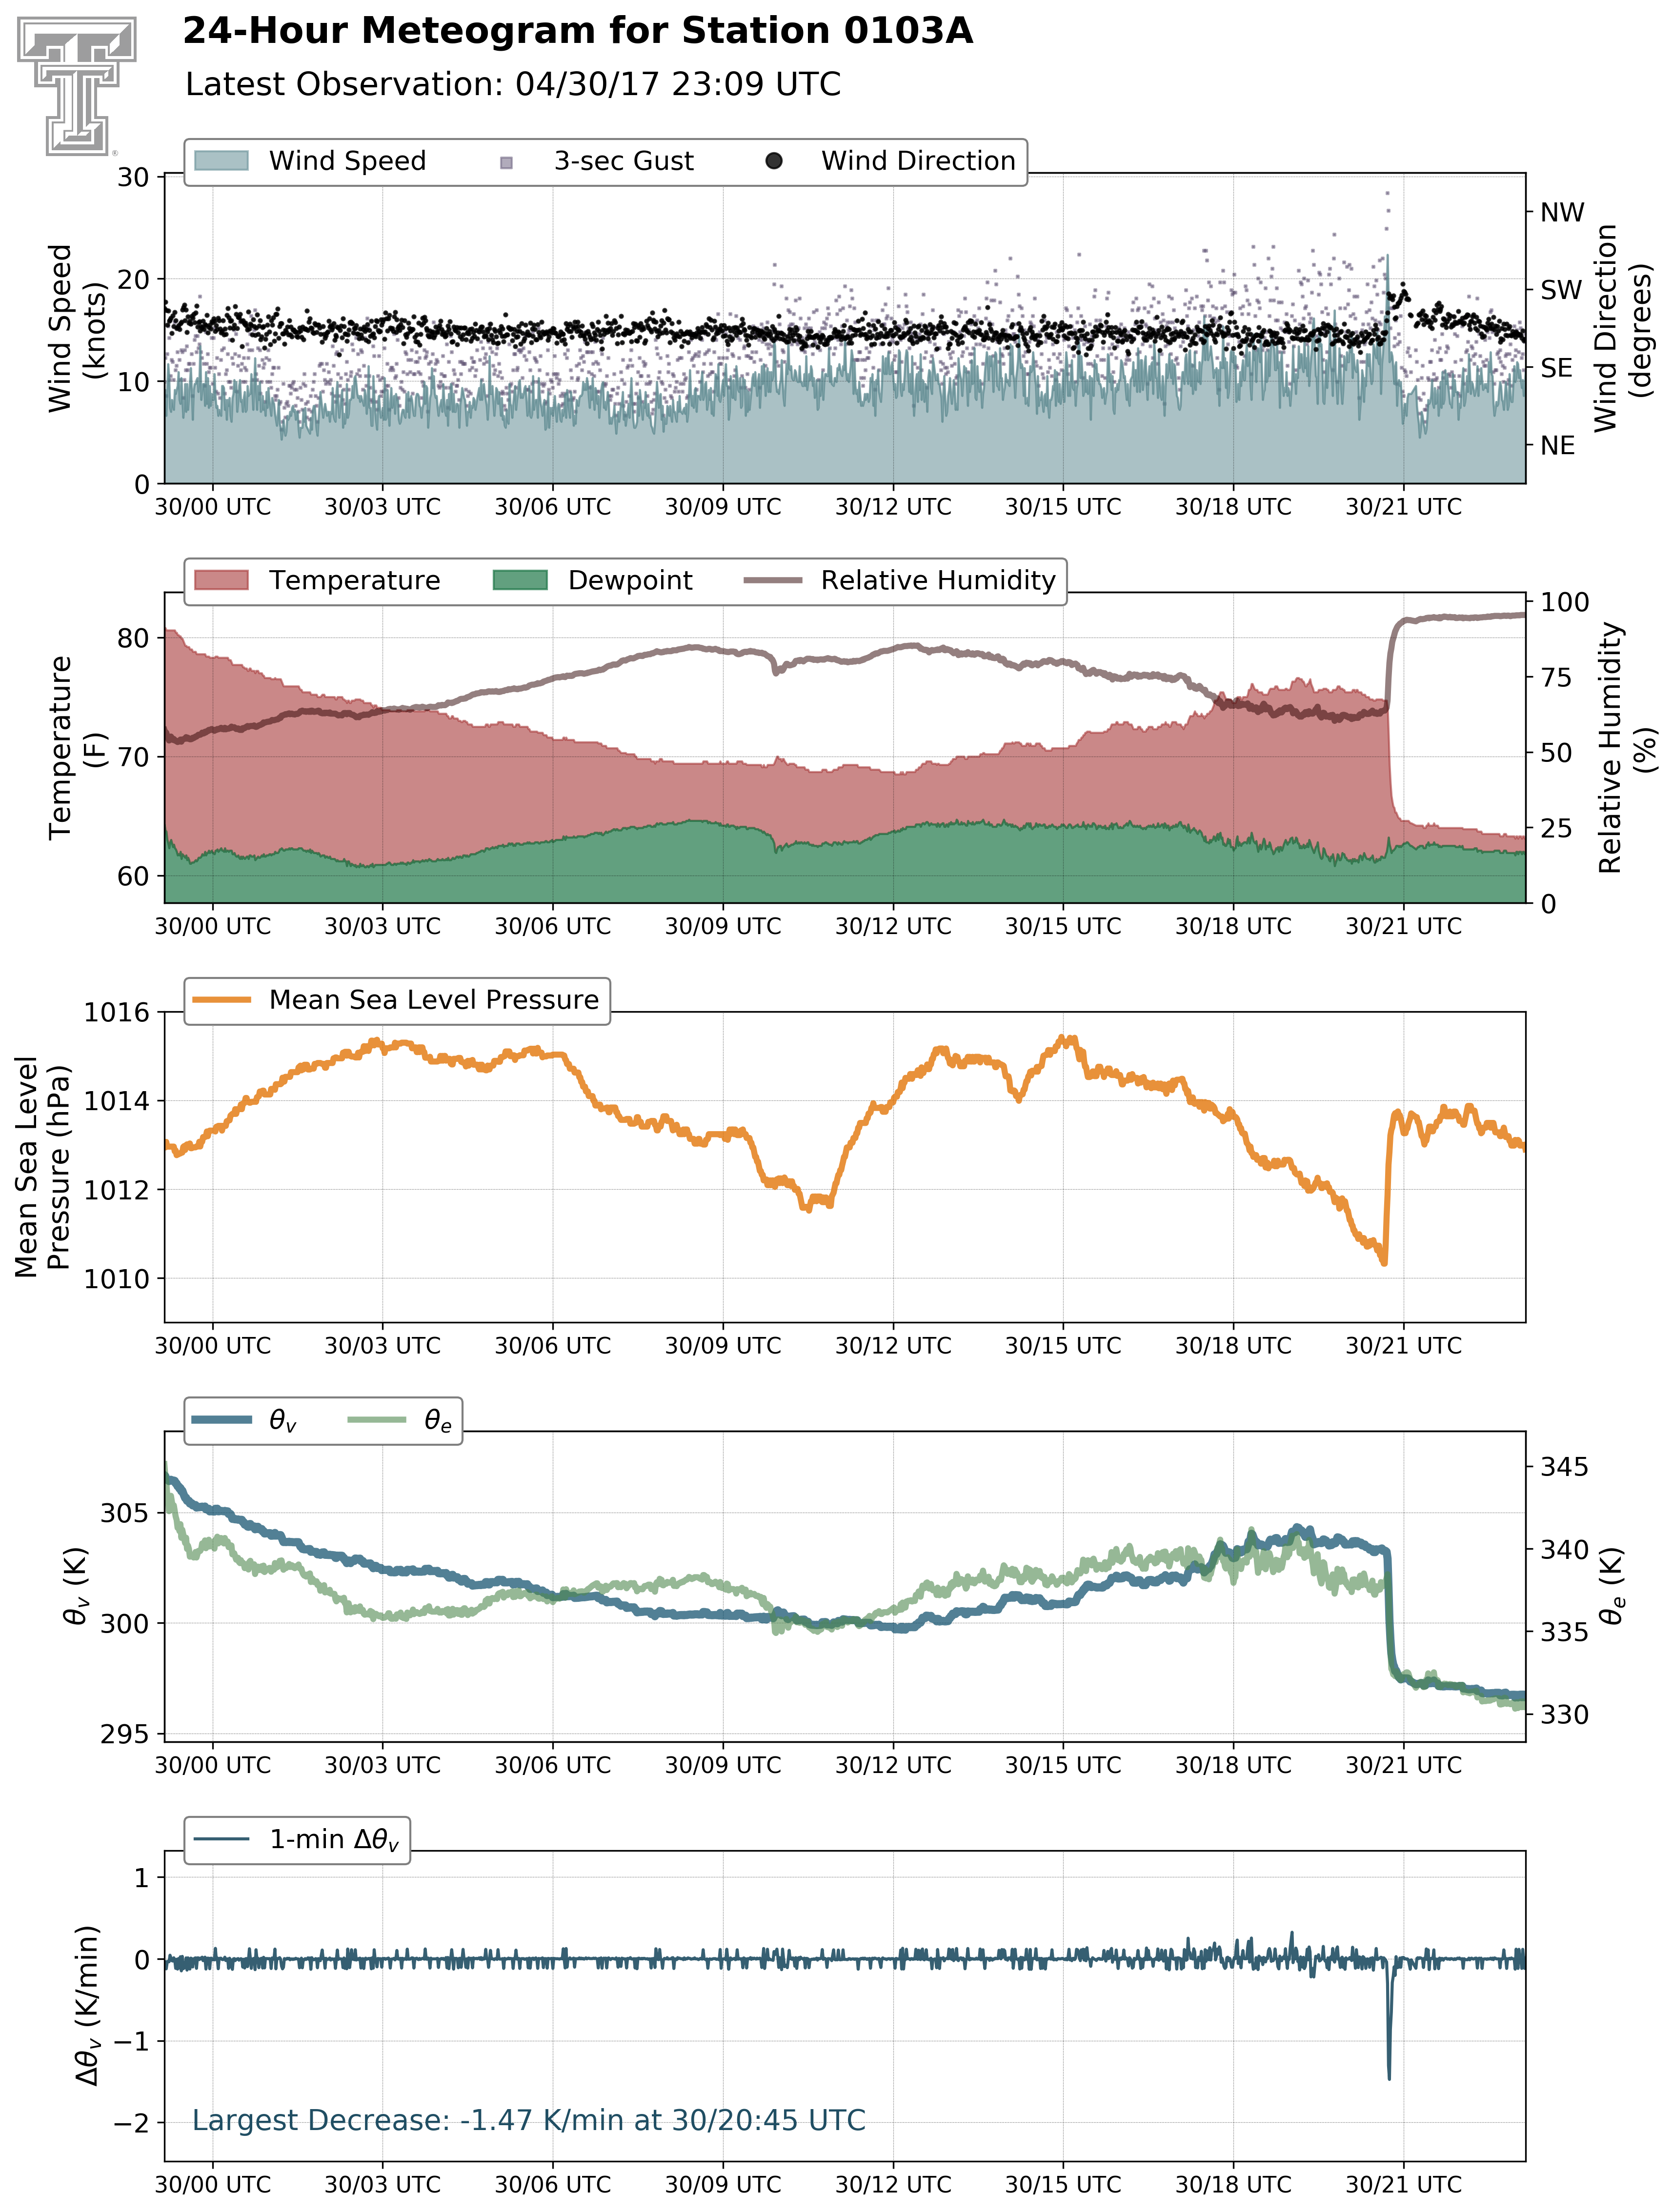 24-Hour Meteogram for Station 0103A
Latest Observation: 04/30/17 23:09 UTC
®
Wind Speed 3-sec Gust Wind Direction
30
20
10
0
Wind Speed
(knots)
NW
SW
SE
NE
Wind Direction
(degrees)
30/00 UTC 30/03 UTC 30/06 UTC 30/09 UTC 30/12 UTC 30/15 UTC 30/18 UTC 30/21 UTC
Temperature Dewpoint Relative Humidity
80
70
60
Temperature
(F)
100
75
50
25
0
Relative Humidity
(%)
30/00 UTC 30/03 UTC 30/06 UTC 30/09 UTC 30/12 UTC 30/15 UTC 30/18 UTC 30/21 UTC
Mean Sea Level Pressure
1016
1014
1012
1010
Mean Sea Level
Pressure (hPa)
30/00 UTC 30/03 UTC 30/06 UTC 30/09 UTC 30/12 UTC 30/15 UTC 30/18 UTC 30/21 UTC
θv θe
305
300
295
θv (K)
345
340
335
330
θe (K)
30/00 UTC 30/03 UTC 30/06 UTC 30/09 UTC 30/12 UTC 30/15 UTC 30/18 UTC 30/21 UTC
1-min Δθv
1
0
−1
−2
Δθv (K/min)
Largest Decrease: -1.47 K/min at 30/20:45 UTC
30/00 UTC 30/03 UTC 30/06 UTC 30/09 UTC 30/12 UTC 30/15 UTC 30/18 UTC 30/21 UTC